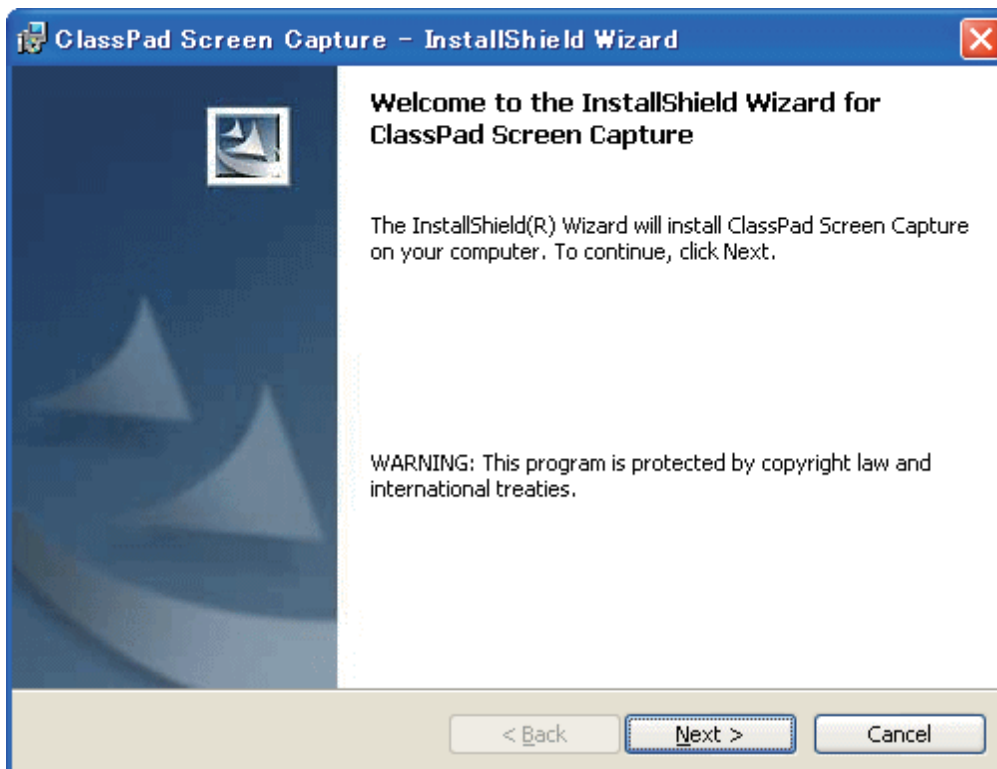 ClassPad Screen Capture - InstallShield Wizard
Welcome to the InstallShield Wizard for
ClassPad Screen Capture
The InstallShield(R) Wizard will install ClassPad Screen Capture
on your computer. To continue, click Next.
WARNING: This program is protected by copyright law and
international treaties.
< Back Next > Cancel